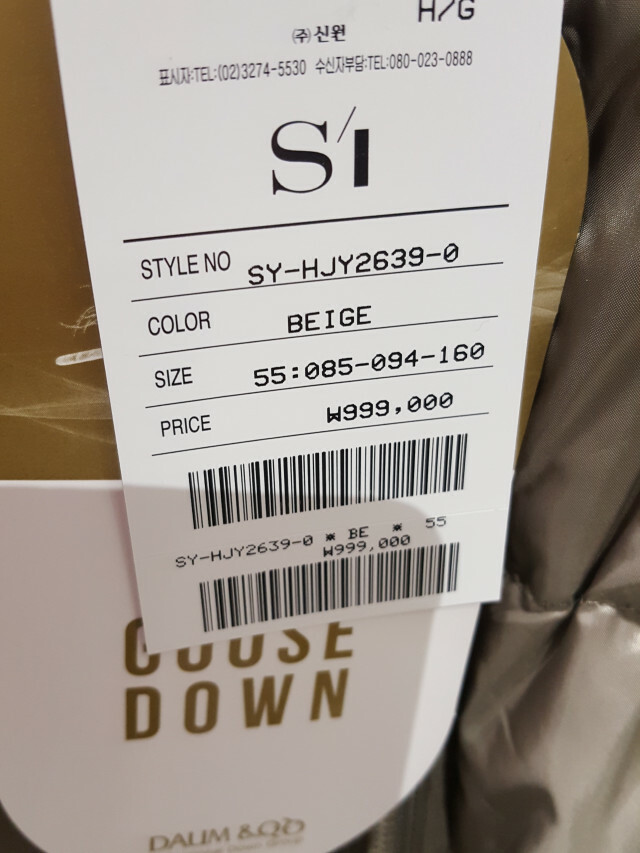 H/G
(주)신원
표시자:TEL:(02)3274-5530 수신자부담:TEL:080-023-0888
S/I
STYLE NO SY-HJY2639-0
COLOR BEIGE
SIZE 55:085-094-160
PRICE ₩999,000
SY-HJY2639-0 * BE * 55
₩999,000
GOOSE
DOWN
DALIM &